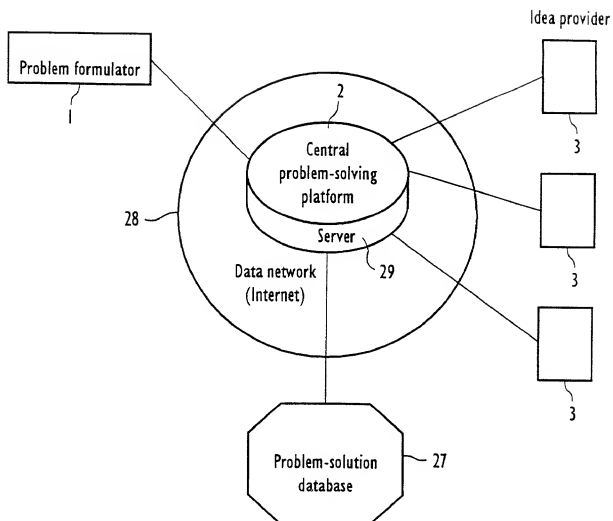 Idea provider
Problem formulator
1
2
3
Central
problem-solving
platform
28
Server
29
3
Data network
(Internet)
3
Problem-solution
database
27